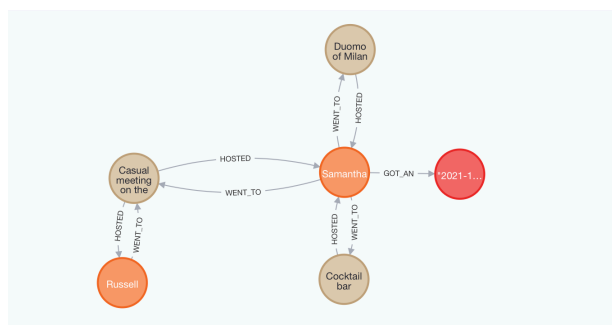 Duomo
of Milan
WENT_TO
HOSTED
Casual
meeting
on the
HOSTED
WENT_TO
Samantha
GOT_AN
"2021-1...
HOSTED
WENT_TO
HOSTED
WENT_TO
Russell
Cocktail
bar